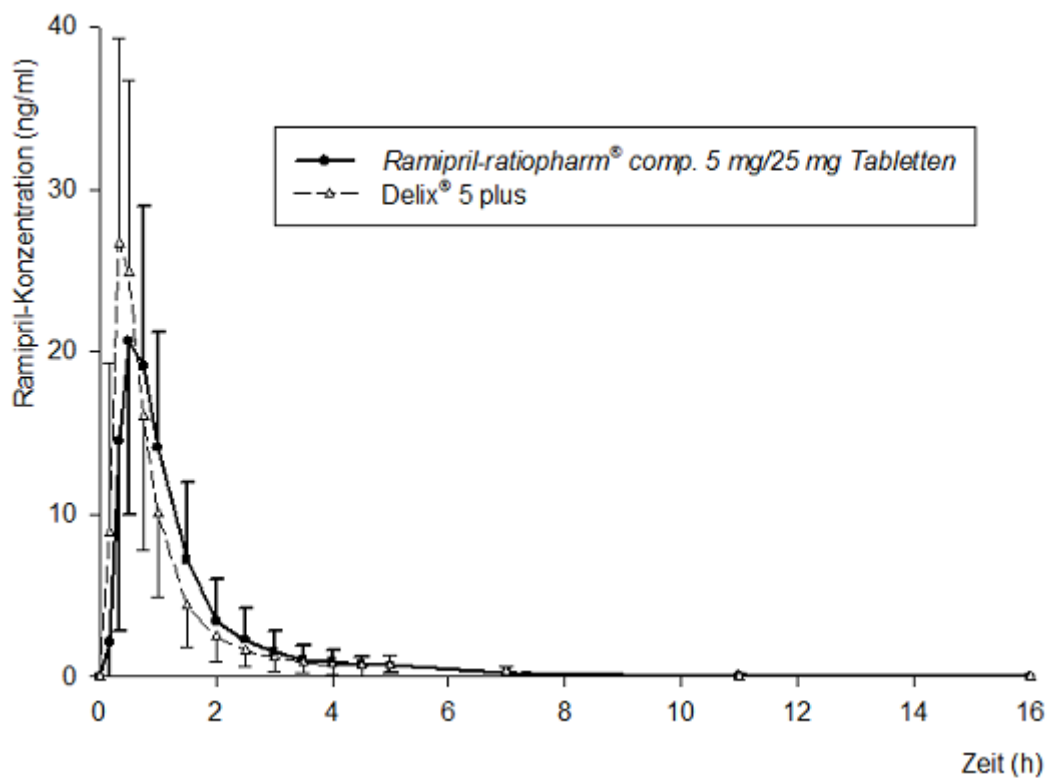 40
30
20
10
0
Ramipril-Konzentration (ng/ml)
Ramipril-ratiopharm® comp. 5 mg/25 mg Tabletten
Delix® 5 plus
0 2 4 6 8 10 12 14 16
Zeit (h)